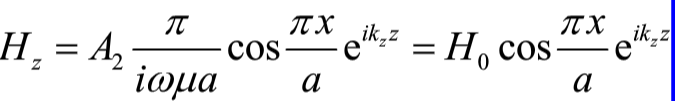 H_z = A_2 \frac{\pi}{i\omega\mu a} \cos\frac{\pi x}{a} e^{ik_z z} = H_0 \cos\frac{\pi x}{a} e^{ik_z z}